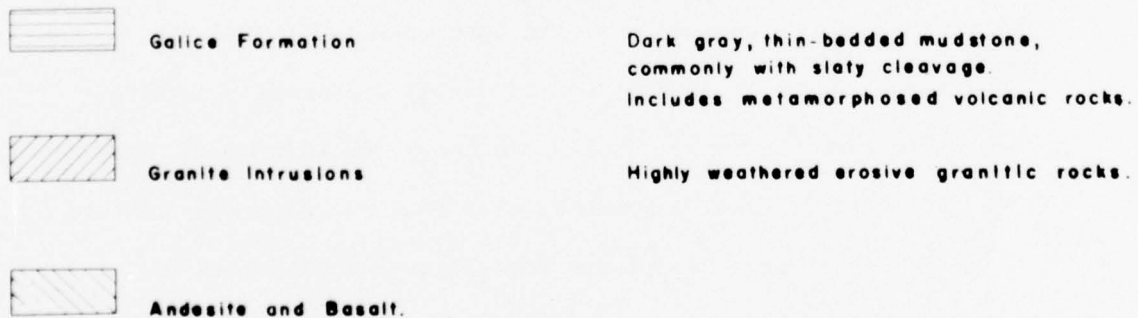 Galice Formation
Dark gray, thin-bedded mudstone,
commonly with slaty cleavage.
Includes metamorphosed volcanic rocks.
Granite Intrusions
Highly weathered erosive granitic rocks.
Andesite and Basalt.